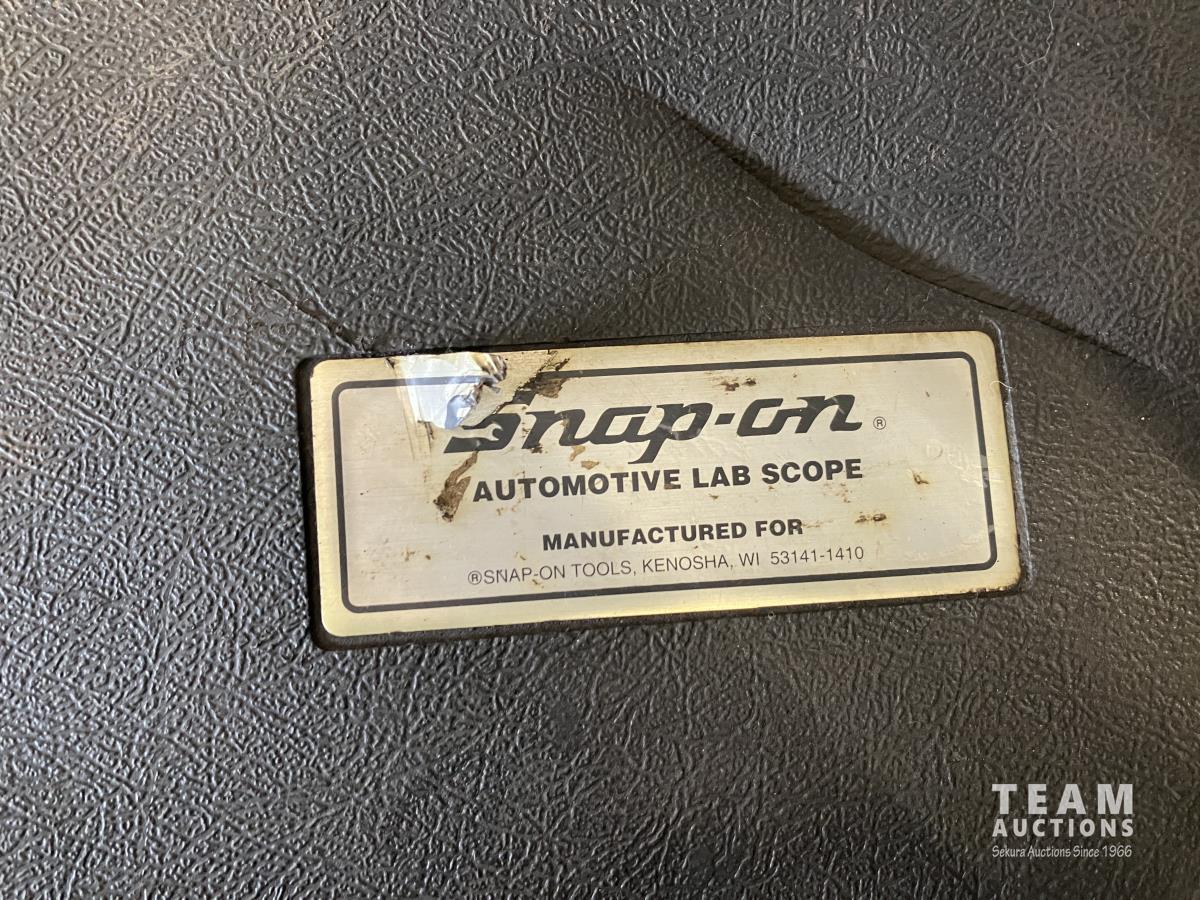 Snap-on ®
AUTOMOTIVE LAB SCOPE
MANUFACTURED FOR
®SNAP-ON TOOLS, KENOSHA, WI 53141-1410
TEAM
AUCTIONS
Sekura Auctions Since 1966